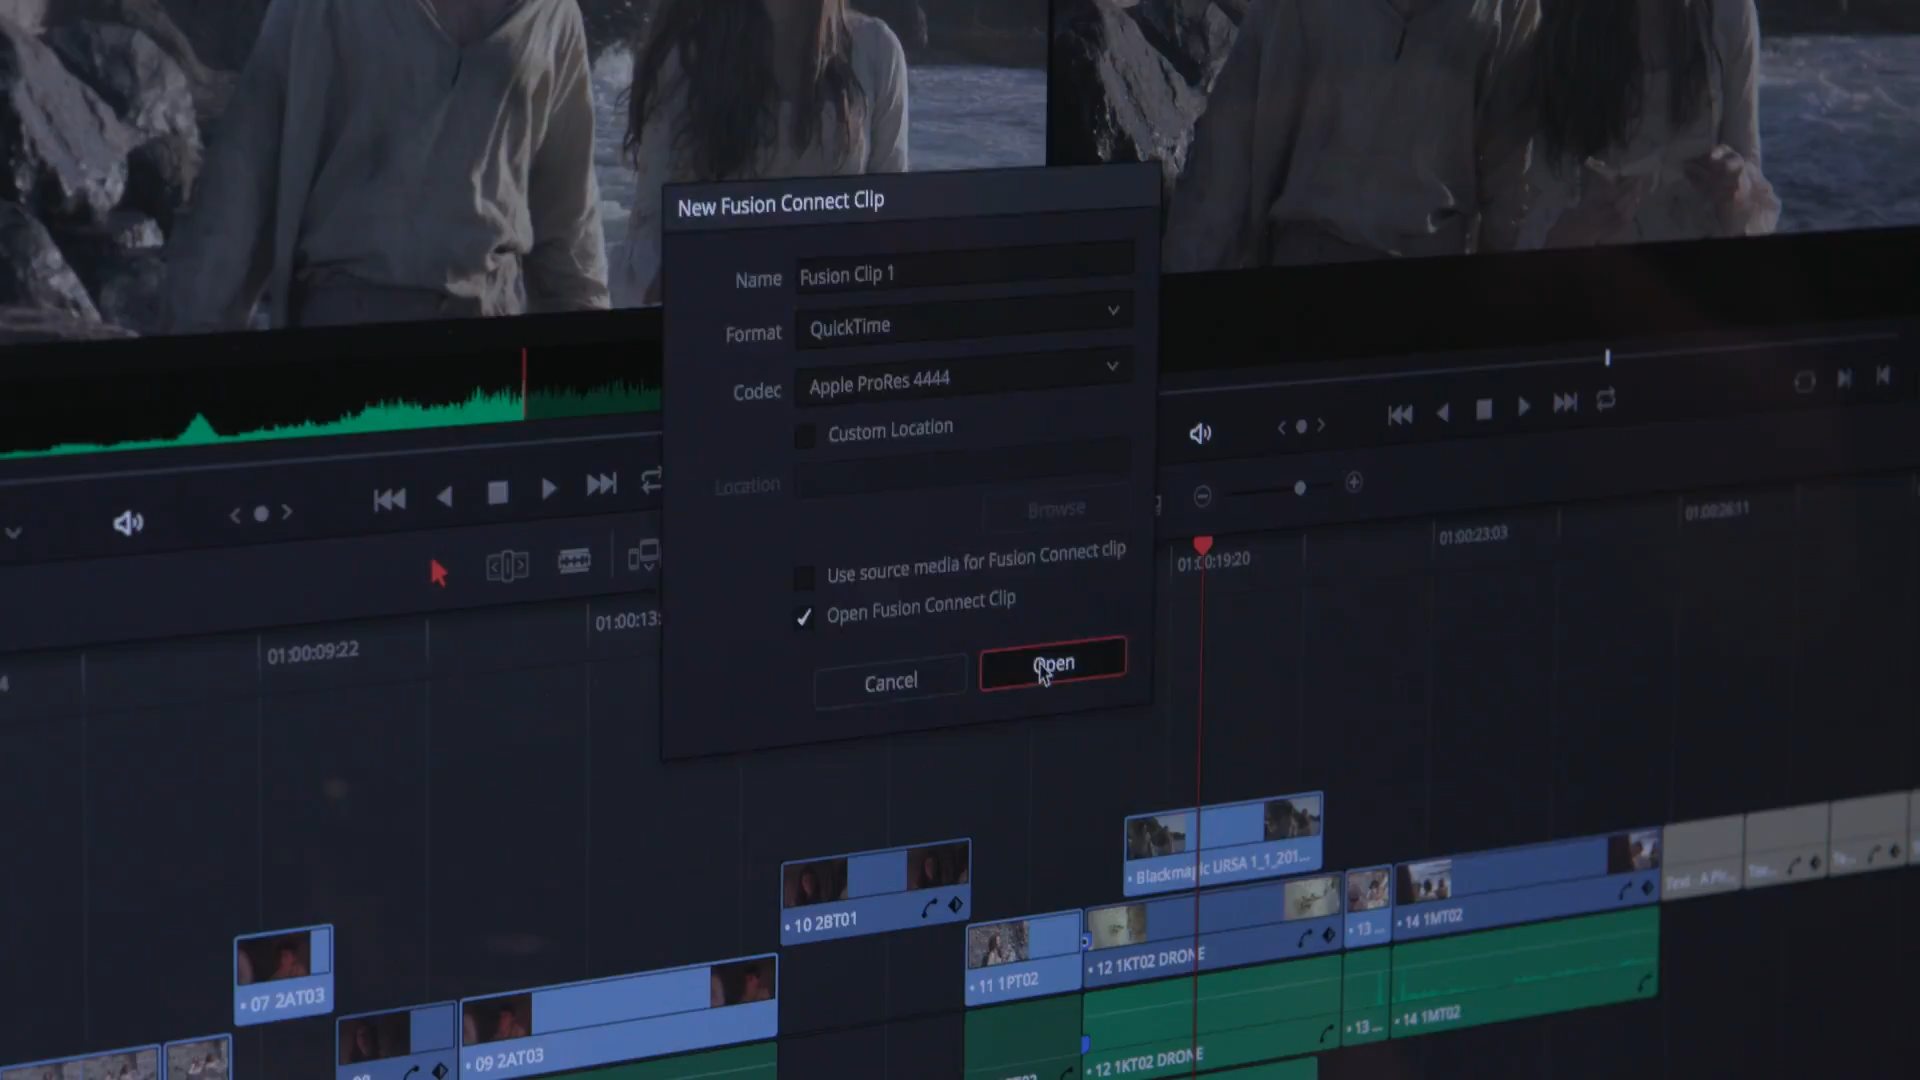 New Fusion Connect Clip
Name Fusion Clip 1
Format QuickTime
Codec Apple ProRes 4444
Custom Location
Location
Browse
Use source media for Fusion Connect clip
Open Fusion Connect Clip
Cancel Open
4
01:00:09:22
01:00:13:
01:00:19:20
01:00:23:03
01:00:26:11
Blackmagic URSA 1_1_201...
10 2BT01
07 2AT03
09 2AT03
11 1PT02
12 1KT02 DRONE
13 ...
14 1MT02
12 1KT02 DRONE
13 ...
14 1MT02